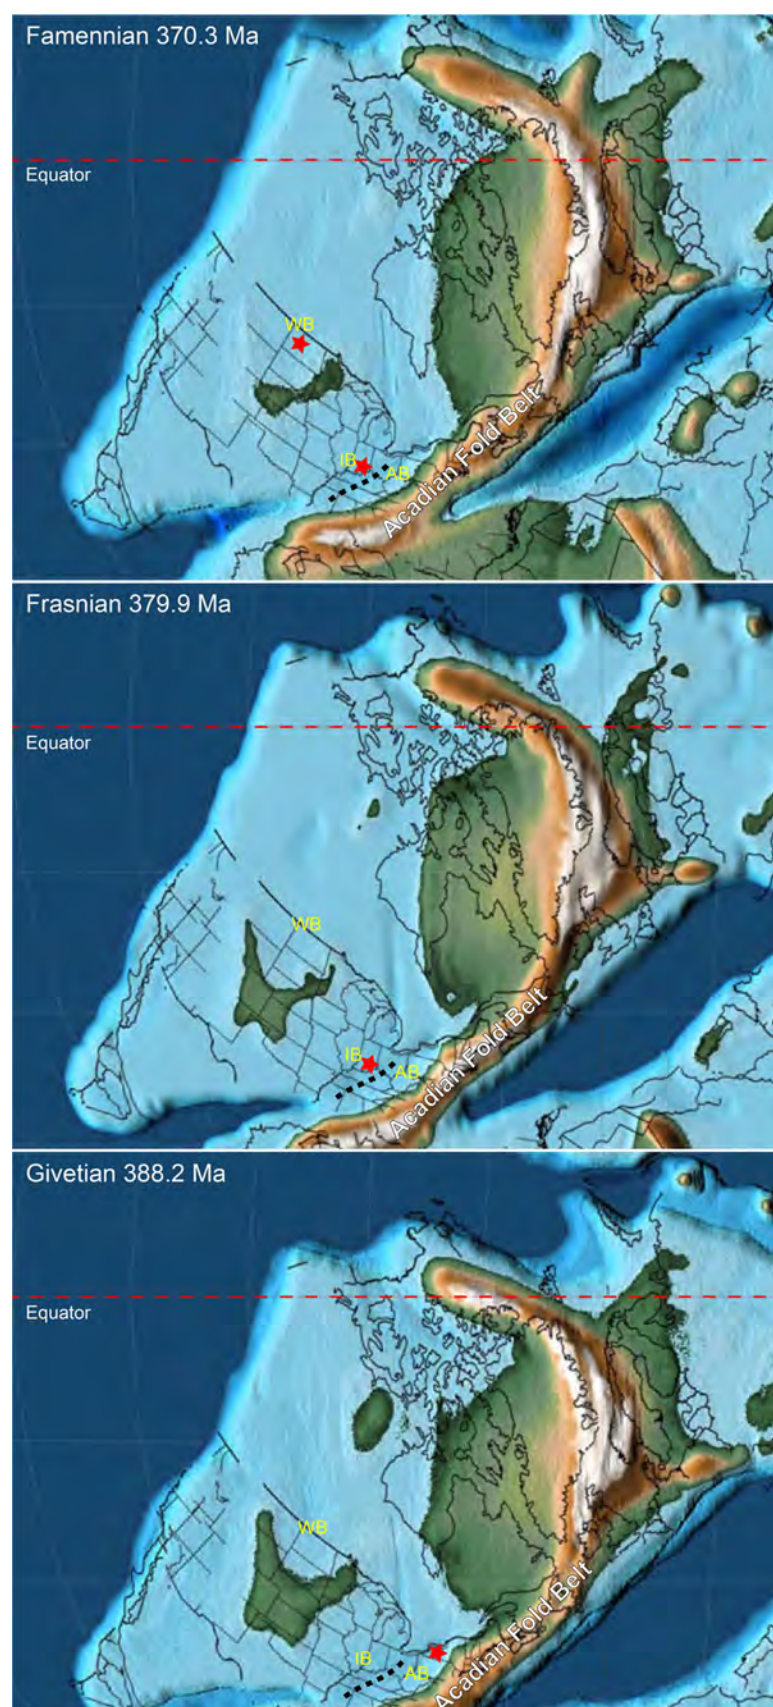 Famennian 370.3 Ma
Equator
WB
IB
AB
Acadian Fold Belt
Frasnian 379.9 Ma
Equator
WB
IB
AB
Acadian Fold Belt
Givetian 388.2 Ma
Equator
WB
IB
AB
Acadian Fold Belt